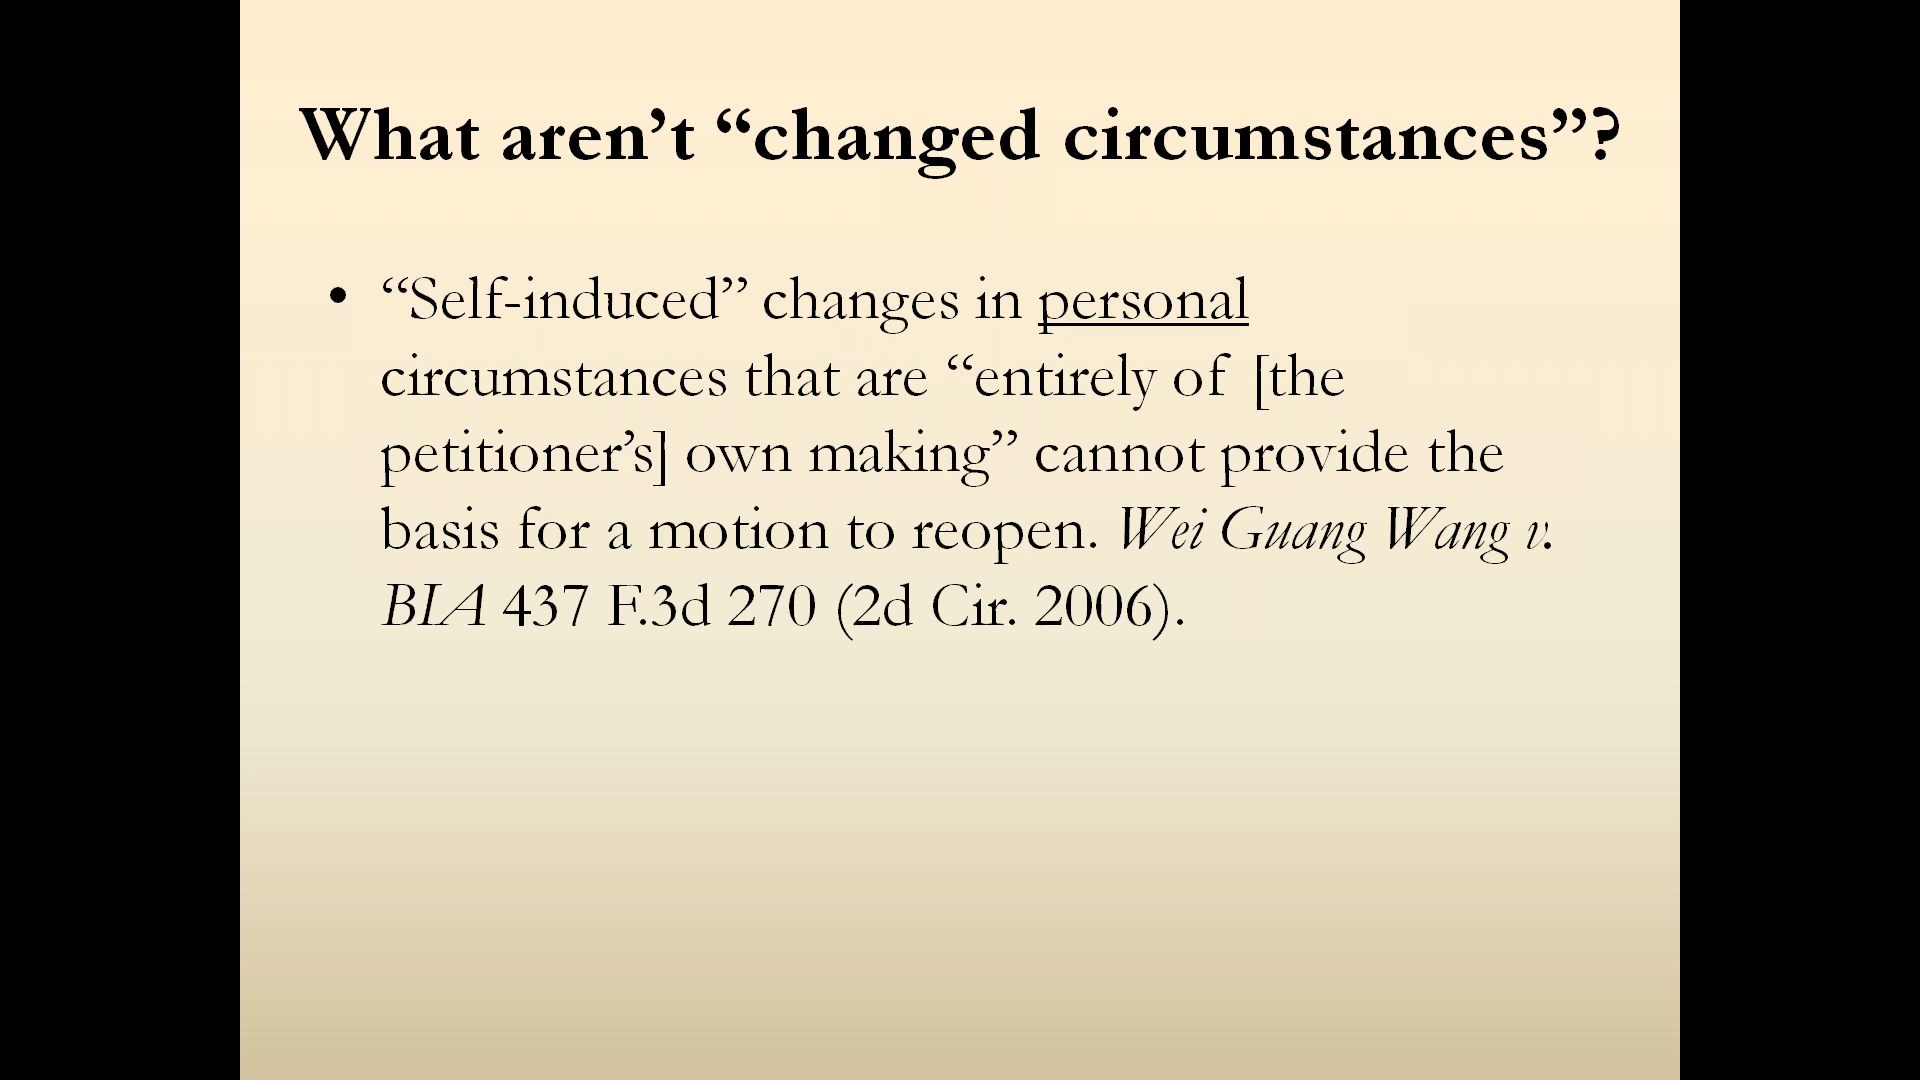 What aren’t “changed circumstances”?
• “Self-induced” changes in personal
circumstances that are “entirely of [the
petitioner’s] own making” cannot provide the
basis for a motion to reopen. Wei Guang Wang v.
BIA 437 F.3d 270 (2d Cir. 2006).